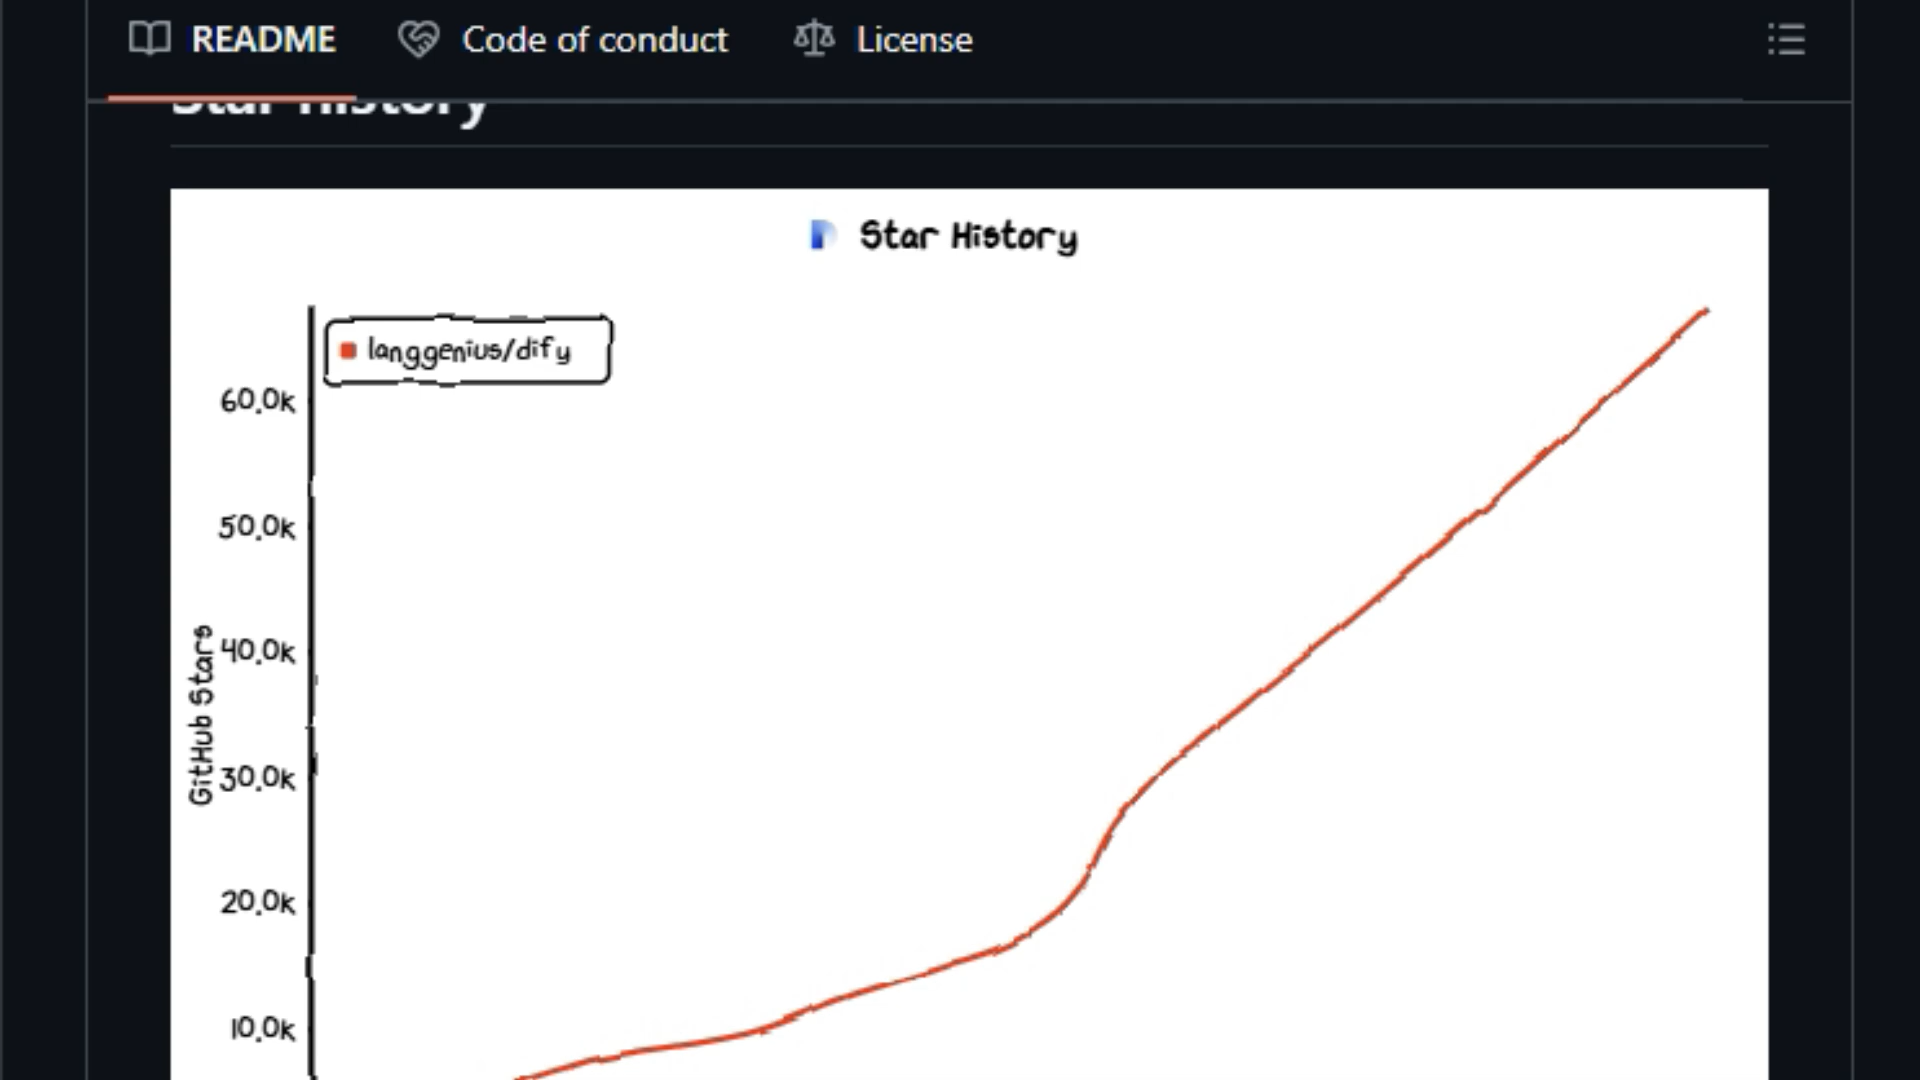 README
Code of conduct
License
Star History
Star History
langgenius/dify
60.0k
50.0k
40.0k
30.0k
20.0k
10.0k
GitHub Stars